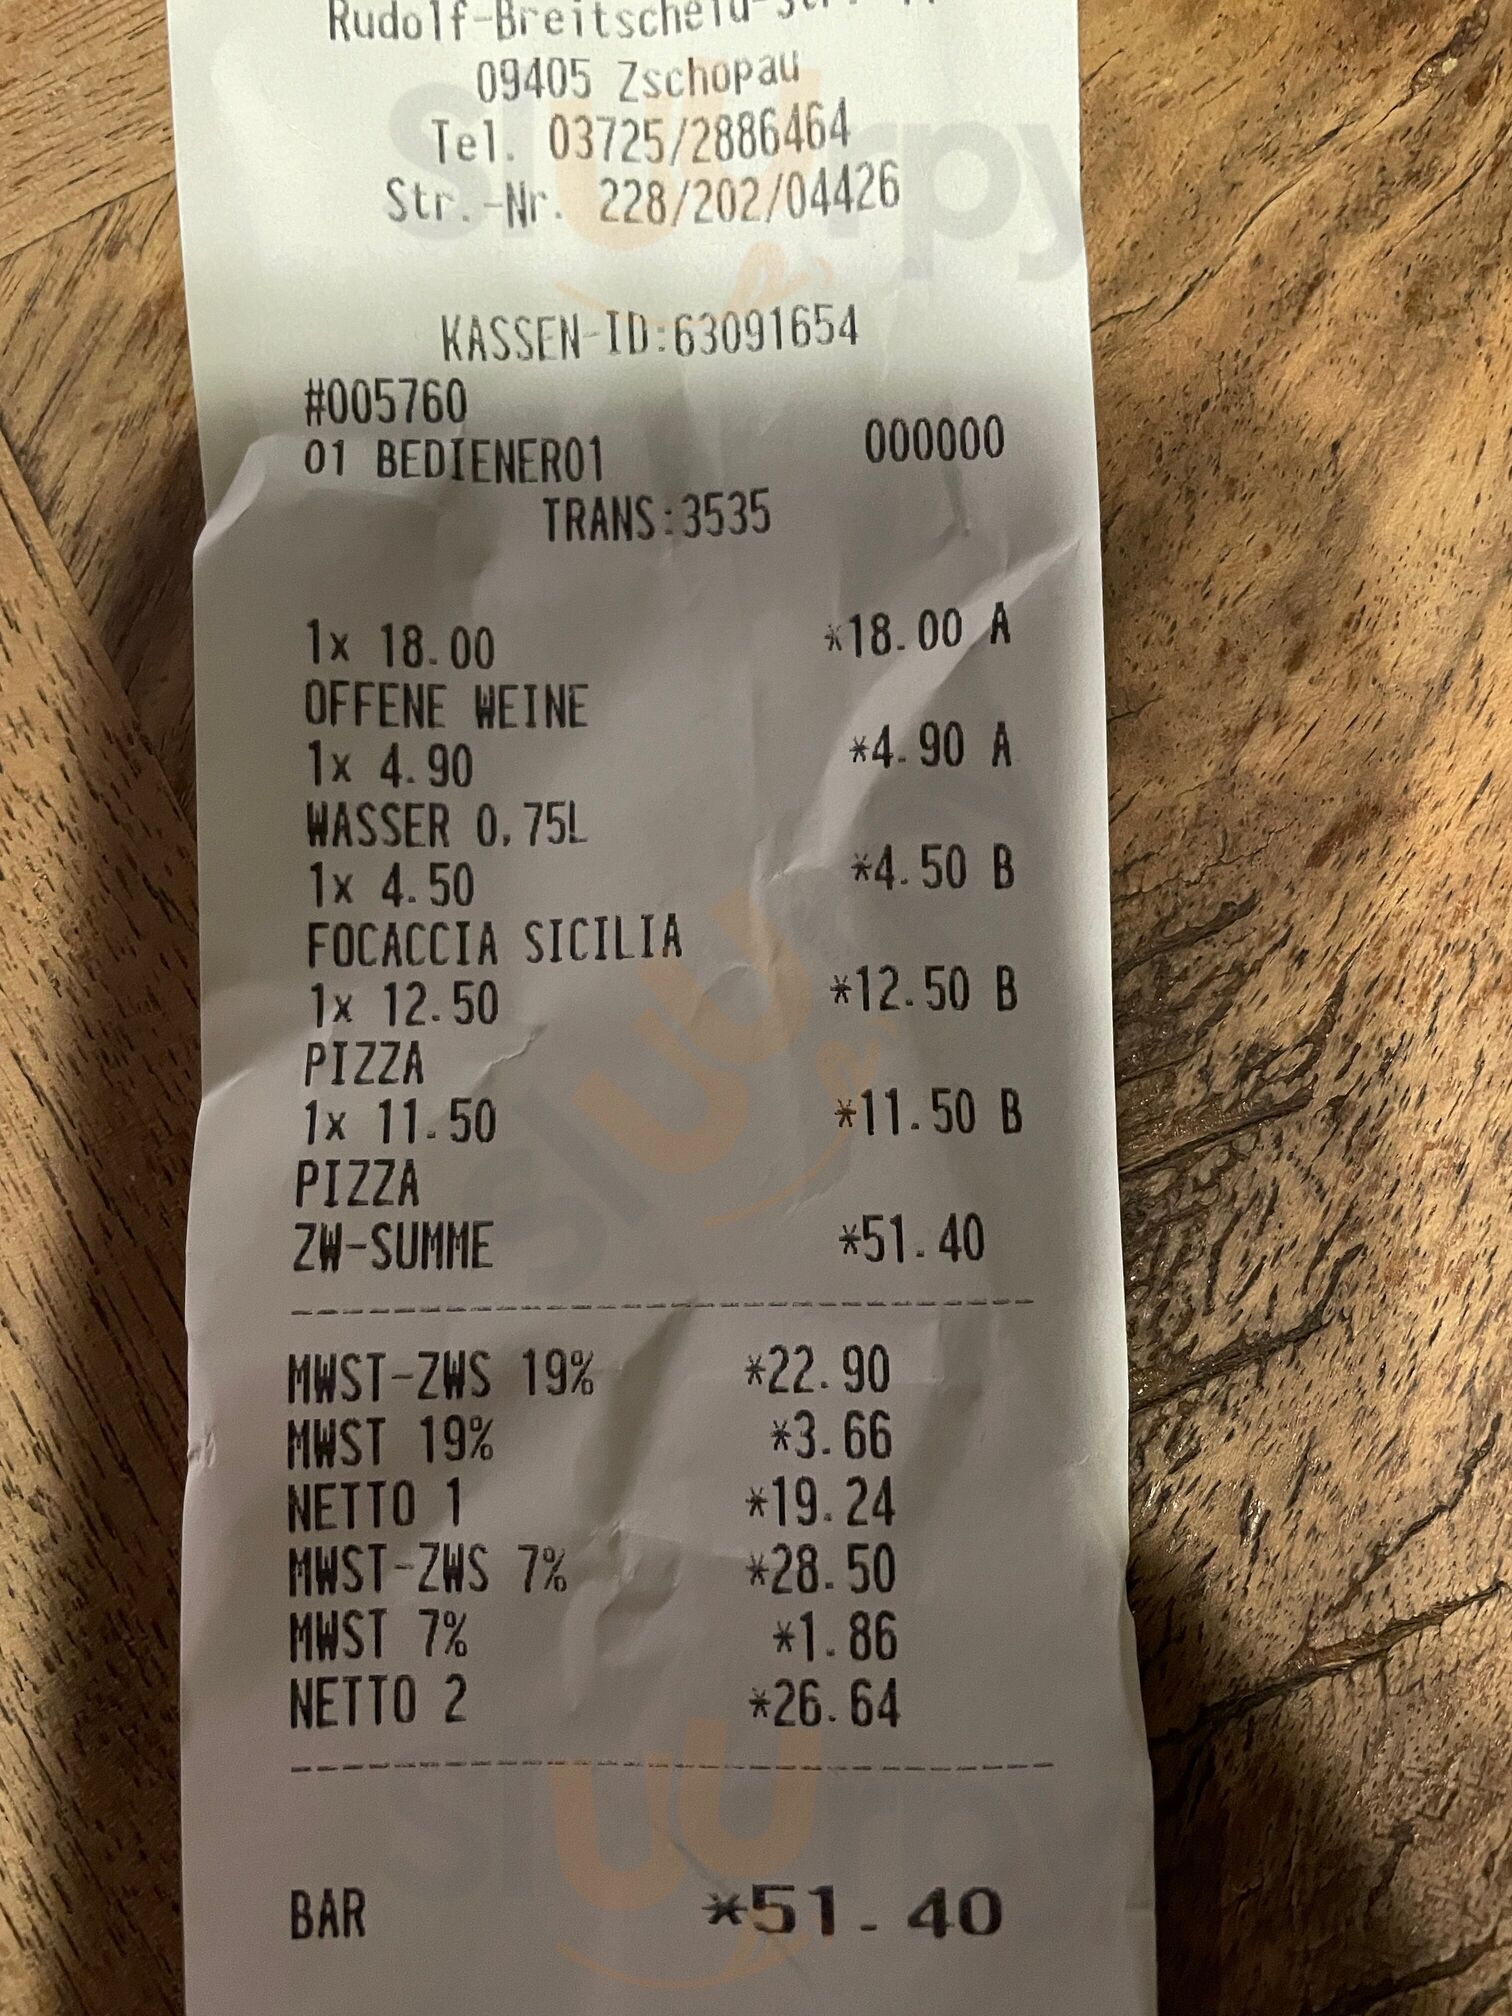 Rudolf-Breitscheid-Str.
09405 Zschopau
Tel. 03725/2886464
Str.-Nr. 228/202/04426
KASSEN-ID:63091654
#005760
01 BEDIENER01 000000
TRANS:3535
1x 18.00 *18.00 A
OFFENE WEINE
1x 4.90 *4.90 A
WASSER 0,75L
1x 4.50 *4.50 B
FOCACCIA SICILIA
1x 12.50 *12.50 B
PIZZA
1x 11.50 *11.50 B
PIZZA
ZW-SUMME *51.40
MWST-ZWS 19% *22.90
MWST 19% *3.66
NETTO 1 *19.24
MWST-ZWS 7% *28.50
MWST 7% *1.86
NETTO 2 *26.64
BAR *51.40